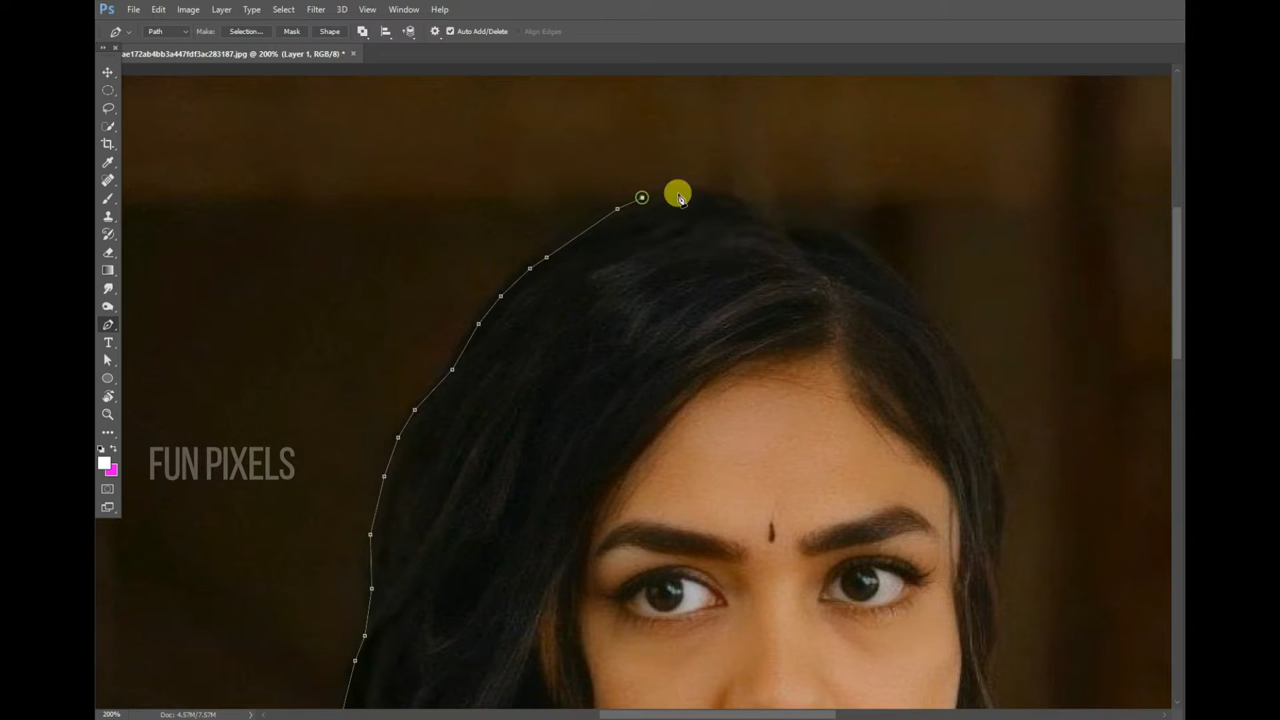 Ps File Edit Image Layer Type Select Filter 3D View Window Help
Path Make: Selection... Mask Shape Auto Add/Delete Align Edges
ae172ab4bb3a447fdf3ac283187.jpg @ 200% (Layer 1, RGB/8) *
FUN PIXELS
200% Doc: 4.57M/7.57M